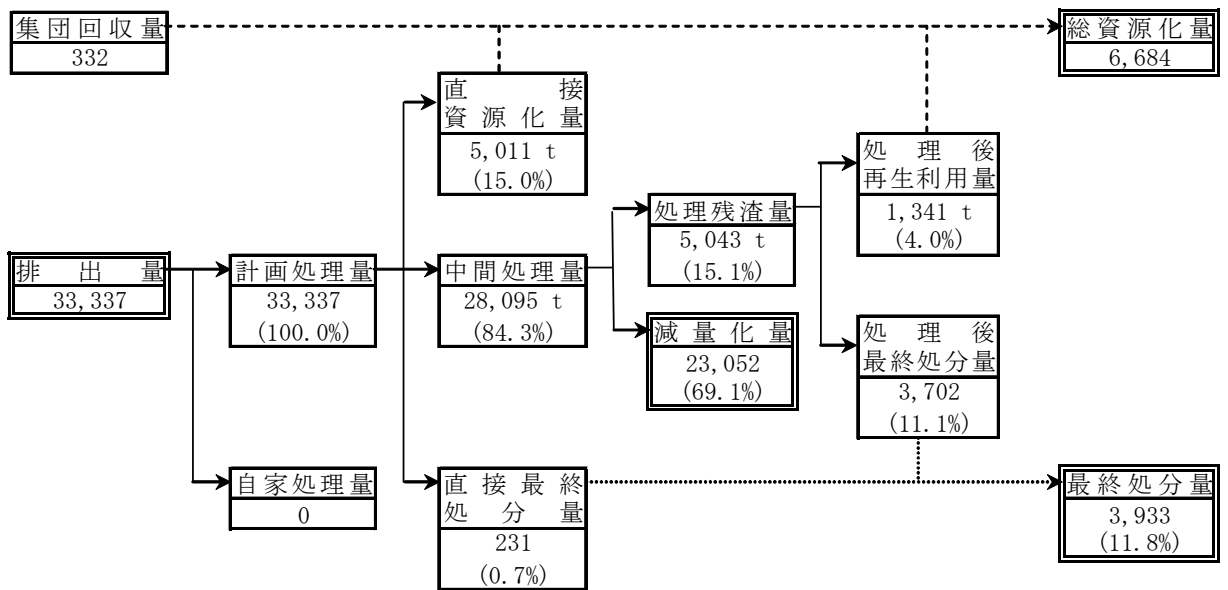 集団回収量
332
総資源化量
6,684
直接
資源化量
5,011 t
(15.0%)
処理後
再生利用量
1,341 t
(4.0%)
処理残渣量
5,043 t
(15.1%)
排出量
33,337
計画処理量
33,337
(100.0%)
中間処理量
28,095 t
(84.3%)
減量化量
23,052
(69.1%)
処理後
最終処分量
3,702
(11.1%)
自家処理量
0
直接最終
処分量
231
(0.7%)
最終処分量
3,933
(11.8%)